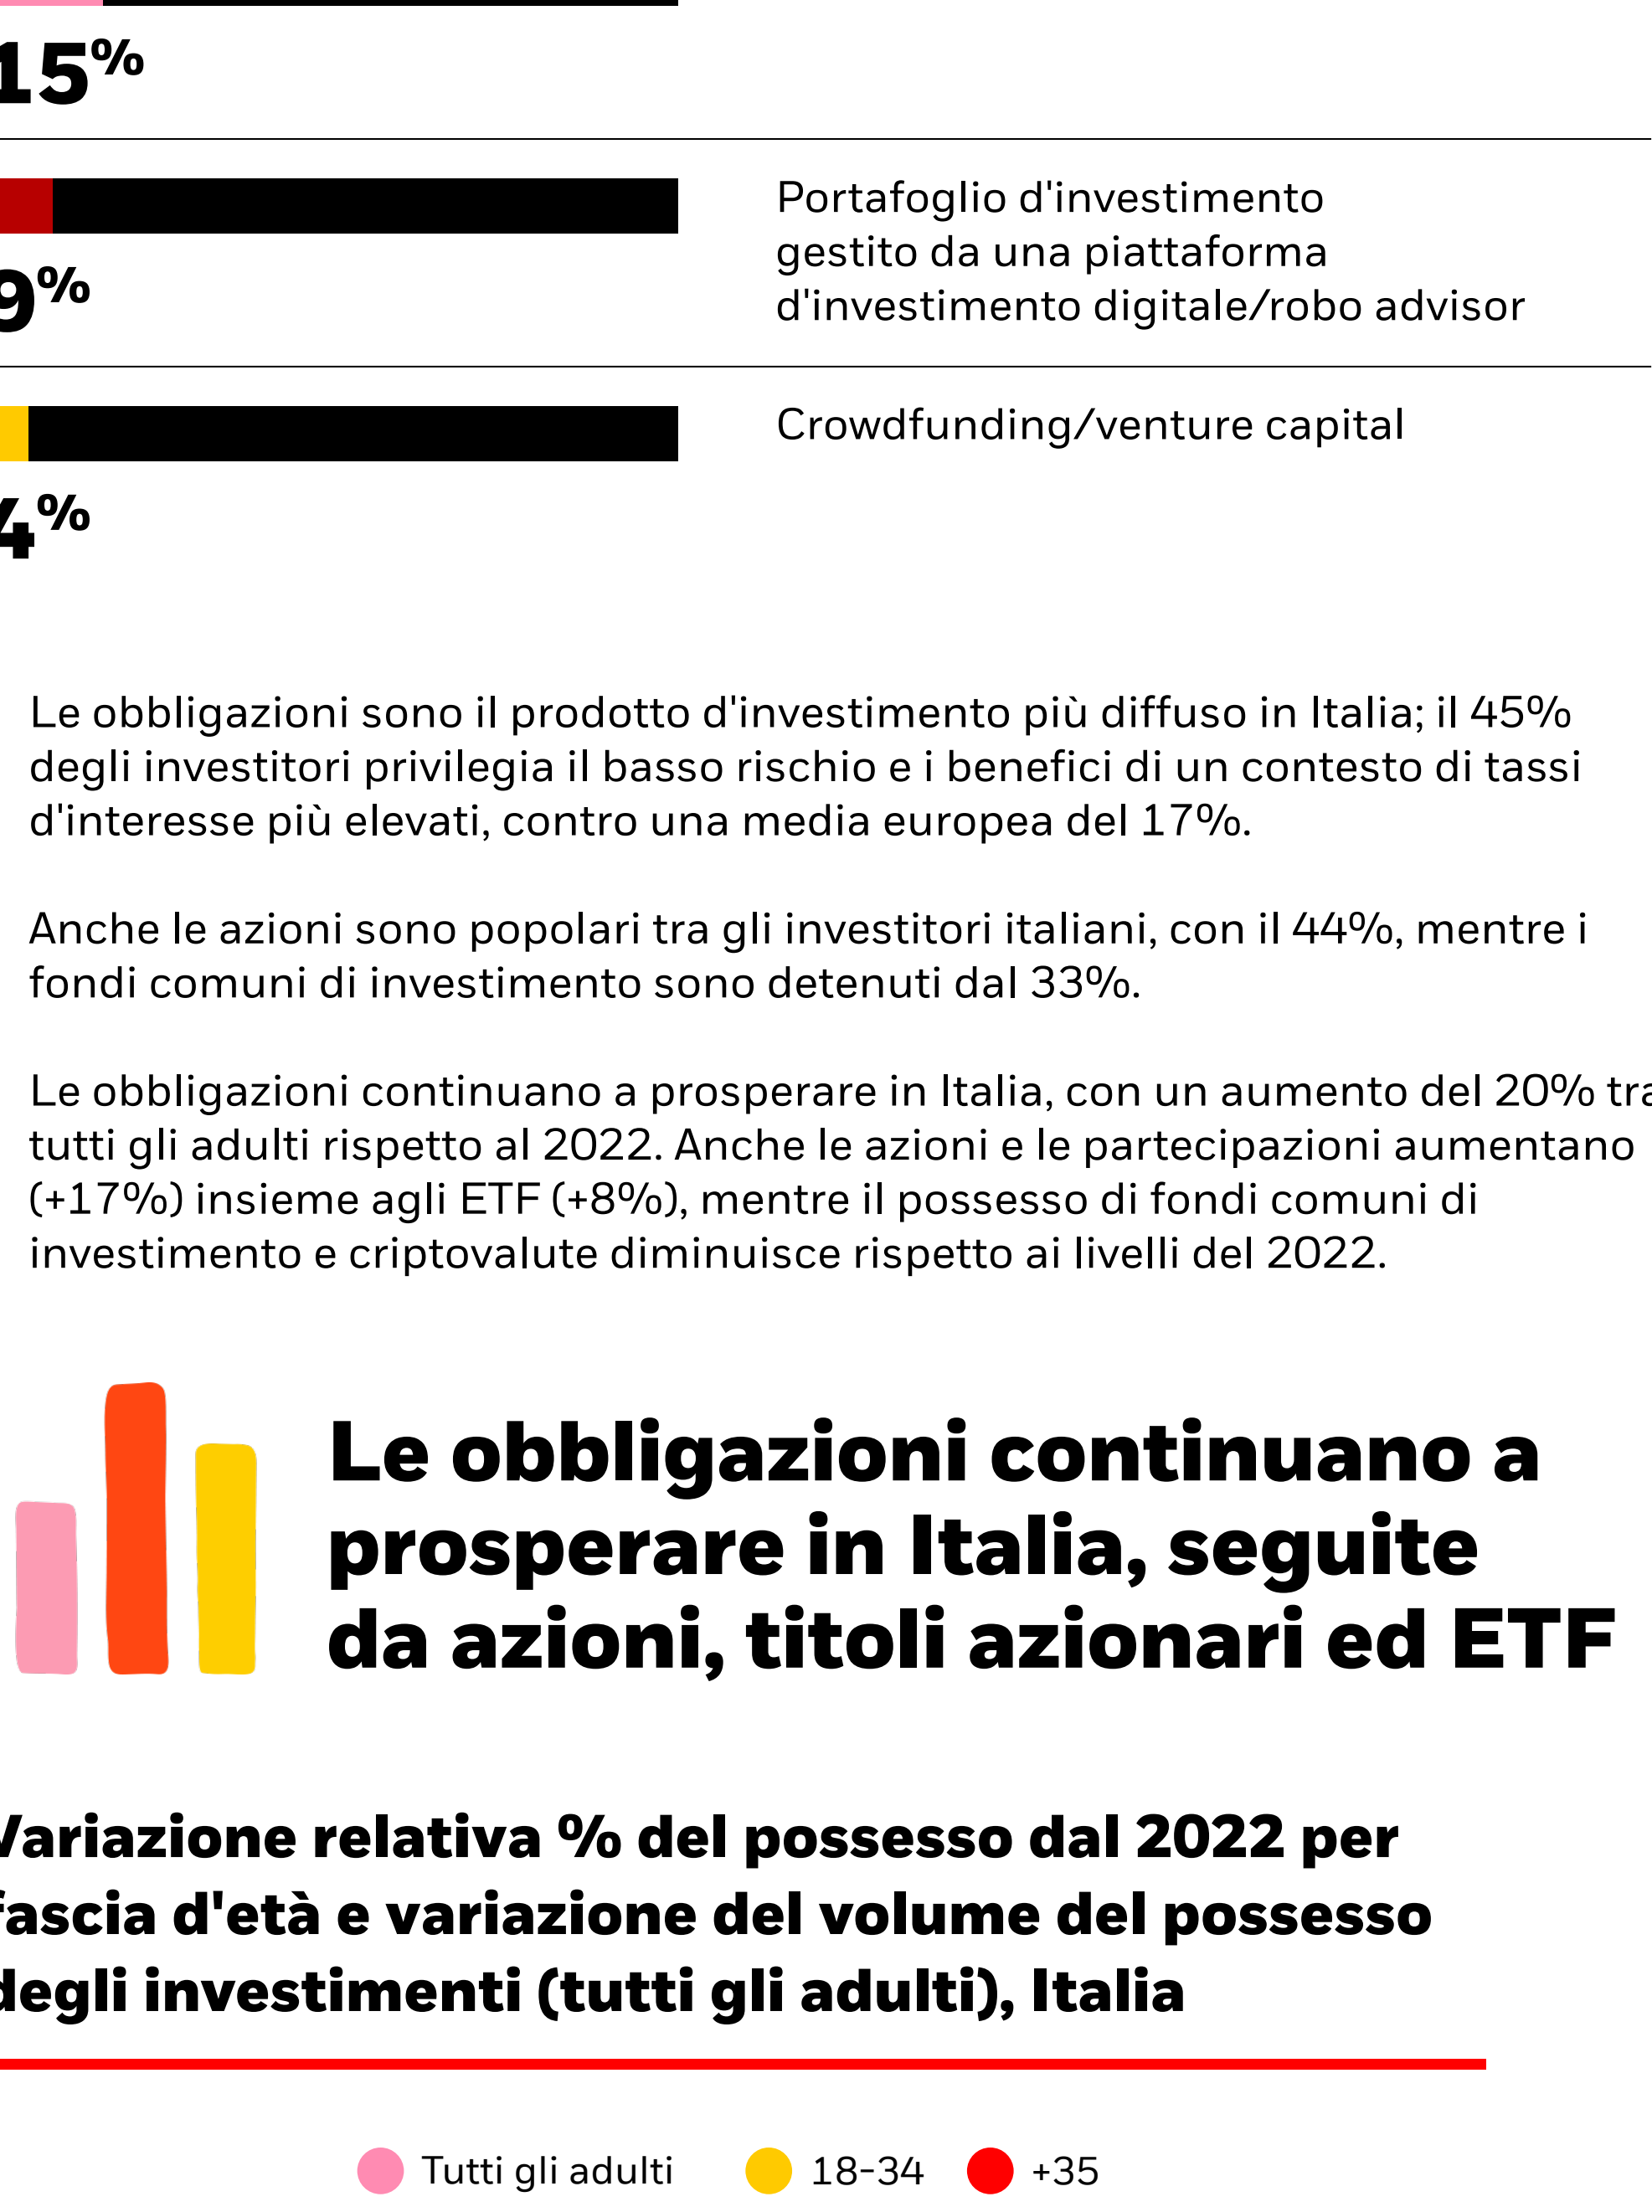 15%
Portafoglio d'investimento
gestito da una piattaforma
d'investimento digitale/robo advisor
9%
Crowdfunding/venture capital
4%
Le obbligazioni sono il prodotto d'investimento più diffuso in Italia; il 45%
degli investitori privilegia il basso rischio e i benefici di un contesto di tassi
d'interesse più elevati, contro una media europea del 17%.
Anche le azioni sono popolari tra gli investitori italiani, con il 44%, mentre i
fondi comuni di investimento sono detenuti dal 33%.
Le obbligazioni continuano a prosperare in Italia, con un aumento del 20% tra
tutti gli adulti rispetto al 2022. Anche le azioni e le partecipazioni aumentano
(+17%) insieme agli ETF (+8%), mentre il possesso di fondi comuni di
investimento e criptovalute diminuisce rispetto ai livelli del 2022.
Le obbligazioni continuano a
prosperare in Italia, seguite
da azioni, titoli azionari ed ETF
Variazione relativa % del possesso dal 2022 per
fascia d'età e variazione del volume del possesso
degli investimenti (tutti gli adulti), Italia
Tutti gli adulti 18-34 +35